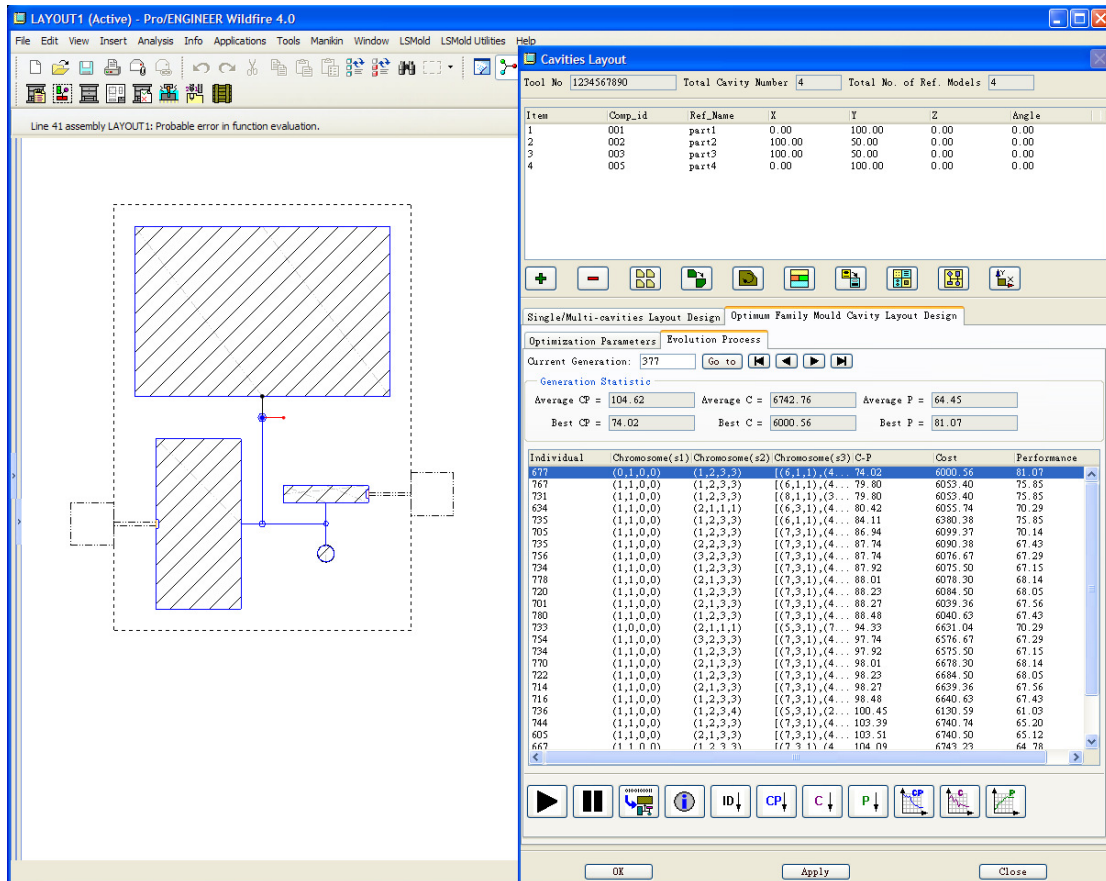 LAYOUT1 (Active) - Pro/ENGINEER Wildfire 4.0
File Edit View Insert Analysis Info Applications Tools Manikin Window LSMold LSMold Utilities Help
Line 41 assembly LAYOUT1: Probable error in function evaluation.
Cavities Layout
Tool No 1234567890 Total Cavity Number 4 Total No. of Ref. Models 4
Item Comp_id Ref_Name X Y Z Angle
1 001 part1 0.00 100.00 0.00 0.00
2 002 part2 100.00 50.00 0.00 0.00
3 003 part3 100.00 50.00 0.00 0.00
4 005 part4 0.00 100.00 0.00 0.00
Single/Multi-cavities Layout Design Optimum Family Mould Cavity Layout Design
Optimization Parameters Evolution Process
Current Generation: 377 Go to
Generation Statistic
Average CP = 104.62 Average C = 6742.76 Average P = 64.45
Best CP = 74.02 Best C = 6000.56 Best P = 81.07
Individual Chromosome(s1) Chromosome(s2) Chromosome(s3) C-P Cost Performance
677 (0,1,0,0) (1,2,3,3) [(6,1,1),(4... 74.02 6000.56 81.07
767 (1,1,0,0) (1,2,3,3) [(6,1,1),(4... 79.80 6053.40 75.85
731 (1,1,0,0) (1,2,3,3) [(8,1,1),(3... 79.80 6053.40 75.85
634 (1,1,0,0) (2,1,1,1) [(6,3,1),(4... 80.42 6055.74 70.29
735 (1,1,0,0) (1,2,3,3) [(6,1,1),(4... 84.11 6380.38 75.85
705 (1,1,0,0) (1,2,3,3) [(7,3,1),(4... 86.94 6099.37 70.14
735 (1,1,0,0) (2,2,3,3) [(7,3,1),(4... 87.74 6090.38 67.43
756 (1,1,0,0) (3,2,3,3) [(7,3,1),(4... 87.74 6076.67 67.29
734 (1,1,0,0) (1,2,3,3) [(7,3,1),(4... 87.92 6075.50 67.15
778 (1,1,0,0) (2,1,3,3) [(7,3,1),(4... 88.01 6078.30 68.14
720 (1,1,0,0) (1,2,3,3) [(7,3,1),(4... 88.23 6084.50 68.05
701 (1,1,0,0) (2,1,3,3) [(7,3,1),(4... 88.27 6039.36 67.56
780 (1,1,0,0) (1,2,3,3) [(7,3,1),(4... 88.48 6040.63 67.43
733 (1,0,0,0) (2,1,1,1) [(5,3,1),(7... 94.33 6631.04 70.29
754 (1,1,0,0) (3,2,3,3) [(7,3,1),(4... 97.74 6576.67 67.29
734 (1,1,0,0) (1,2,3,3) [(7,3,1),(4... 97.92 6575.50 67.15
770 (1,1,0,0) (2,1,3,3) [(7,3,1),(4... 98.01 6678.30 68.14
722 (1,1,0,0) (1,2,3,3) [(7,3,1),(4... 98.23 6684.50 68.05
714 (1,1,0,0) (2,1,3,3) [(7,3,1),(4... 98.27 6639.36 67.56
716 (1,1,0,0) (1,2,3,3) [(7,3,1),(4... 98.48 6640.63 67.43
736 (1,1,0,0) (1,2,3,4) [(5,3,1),(2... 100.45 6130.59 61.03
744 (1,1,0,0) (1,2,3,3) [(7,3,1),(4... 103.39 6740.74 65.20
605 (1,1,0,0) (2,1,3,3) [(7,3,1),(4... 103.51 6740.50 65.12
667 (1,1,0,0) (1,2,3,3) [(7,3,1),(4... 104.09 6743.23 64.78
ID CP C P CP C P
OK Apply Close